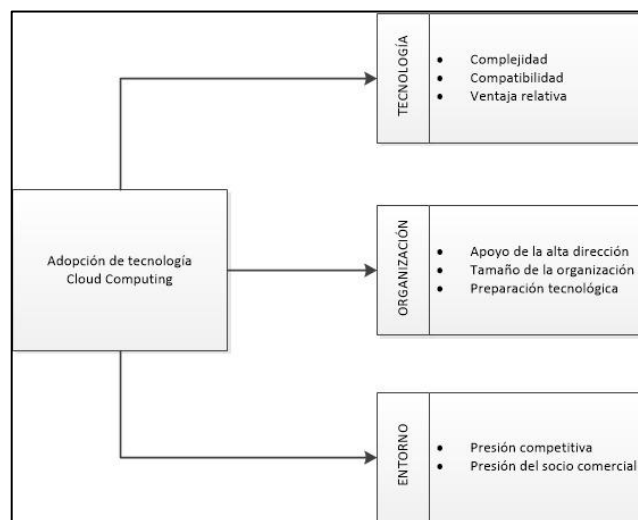 TECNOLOGÍA
• Complejidad
• Compatibilidad
• Ventaja relativa
Adopción de tecnología
Cloud Computing
ORGANIZACIÓN
• Apoyo de la alta dirección
• Tamaño de la organización
• Preparación tecnológica
ENTORNO
• Presión competitiva
• Presión del socio comercial